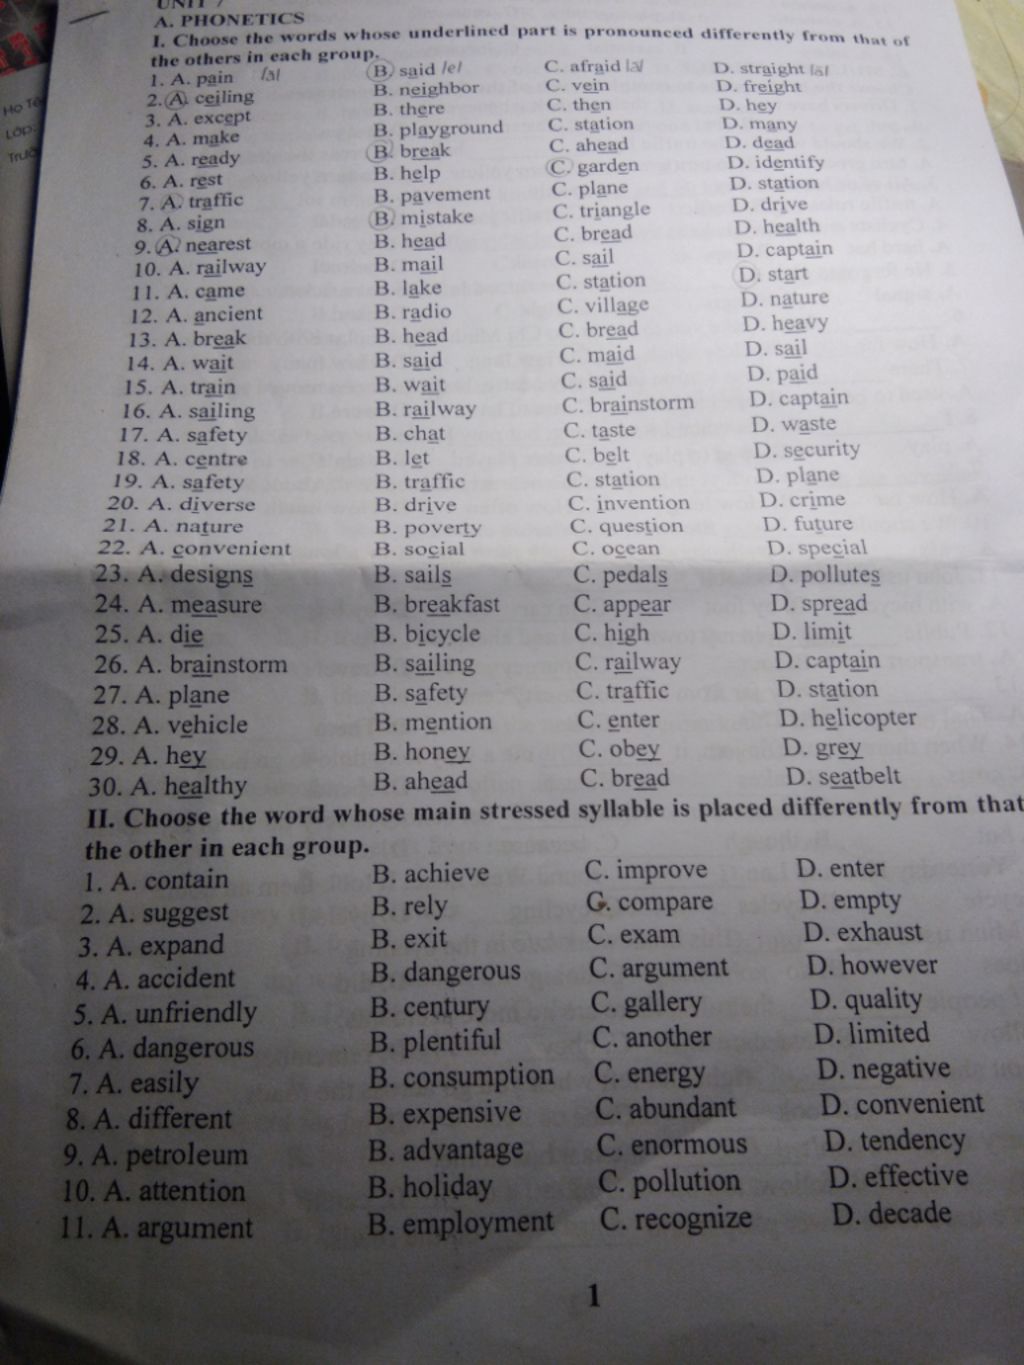 UNIT 7
A. PHONETICS
I. Choose the words whose underlined part is pronounced differently from that of
the others in each group.
1. A. pain B. said /e/ C. afraid D. straight
2. A. ceiling B. neighbor C. vein D. freight
3. A. except B. there C. then D. hey
4. A. make B. playground C. station D. many
5. A. ready B. break C. ahead D. dead
6. A. rest B. help C. garden D. identify
7. A. traffic B. pavement C. plane D. station
8. A. sign B. mistake C. triangle D. drive
9. A. nearest B. head C. bread D. health
10. A. railway B. mail C. sail D. captain
11. A. came B. lake C. station D. start
12. A. ancient B. radio C. village D. nature
13. A. break B. head C. bread D. heavy
14. A. wait B. said C. maid D. sail
15. A. train B. wait C. said D. paid
16. A. sailing B. railway C. brainstorm D. captain
17. A. safety B. chat C. taste D. waste
18. A. centre B. let C. belt D. security
19. A. safety B. traffic C. station D. plane
20. A. diverse B. drive C. invention D. crime
21. A. nature B. poverty C. question D. future
22. A. convenient B. social C. ocean D. special
23. A. designs B. sails C. pedals D. pollutes
24. A. measure B. breakfast C. appear D. spread
25. A. die B. bicycle C. high D. limit
26. A. brainstorm B. sailing C. railway D. captain
27. A. plane B. safety C. traffic D. station
28. A. vehicle B. mention C. enter D. helicopter
29. A. hey B. honey C. obey D. grey
30. A. healthy B. ahead C. bread D. seatbelt
II. Choose the word whose main stressed syllable is placed differently from that
the other in each group.
1. A. contain B. achieve C. improve D. enter
2. A. suggest B. rely C. compare D. empty
3. A. expand B. exit C. exam D. exhaust
4. A. accident B. dangerous C. argument D. however
5. A. unfriendly B. century C. gallery D. quality
6. A. dangerous B. plentiful C. another D. limited
7. A. easily B. consumption C. energy D. negative
8. A. different B. expensive C. abundant D. convenient
9. A. petroleum B. advantage C. enormous D. tendency
10. A. attention B. holiday C. pollution D. effective
11. A. argument B. employment C. recognize D. decade
1